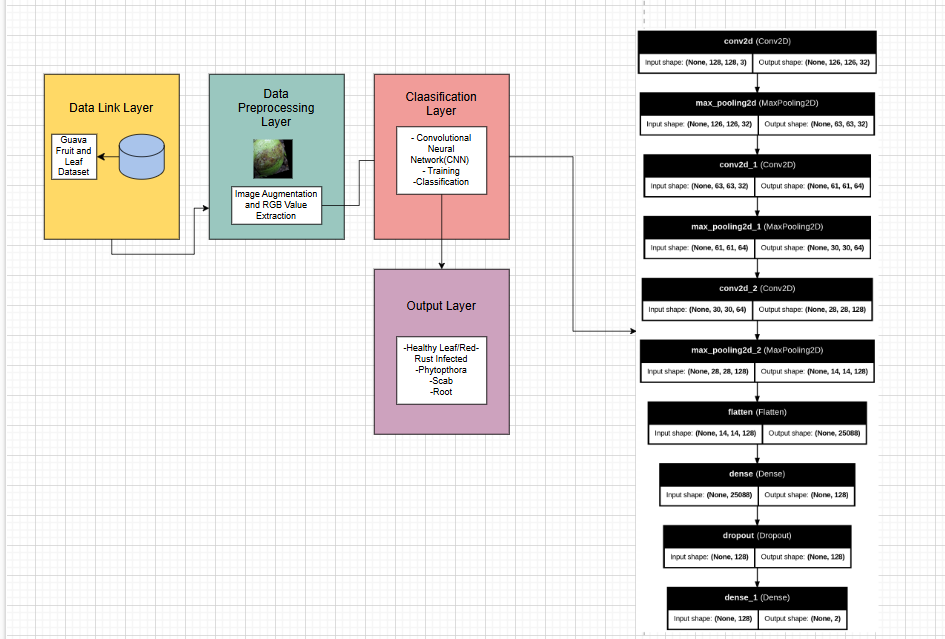 Data Link Layer
Guava
Fruit and
Leaf
Dataset
Data
Preprocessing
Layer
Image Augmentation
and RGB Value
Extraction
Claasification
Layer
- Convolutional
Neural
Network(CNN)
- Training
-Classification
Output Layer
-Healthy Leaf/Red-
Rust Infected
-Phytopthora
-Scab
-Root
conv2d (Conv2D)
Input shape: (None, 128, 128, 3) Output shape: (None, 126, 126, 32)
max_pooling2d (MaxPooling2D)
Input shape: (None, 126, 126, 32) Output shape: (None, 63, 63, 32)
conv2d_1 (Conv2D)
Input shape: (None, 63, 63, 32) Output shape: (None, 61, 61, 64)
max_pooling2d_1 (MaxPooling2D)
Input shape: (None, 61, 61, 64) Output shape: (None, 30, 30, 64)
conv2d_2 (Conv2D)
Input shape: (None, 30, 30, 64) Output shape: (None, 28, 28, 128)
max_pooling2d_2 (MaxPooling2D)
Input shape: (None, 28, 28, 128) Output shape: (None, 14, 14, 128)
flatten (Flatten)
Input shape: (None, 14, 14, 128) Output shape: (None, 25088)
dense (Dense)
Input shape: (None, 25088) Output shape: (None, 128)
dropout (Dropout)
Input shape: (None, 128) Output shape: (None, 128)
dense_1 (Dense)
Input shape: (None, 128) Output shape: (None, 2)